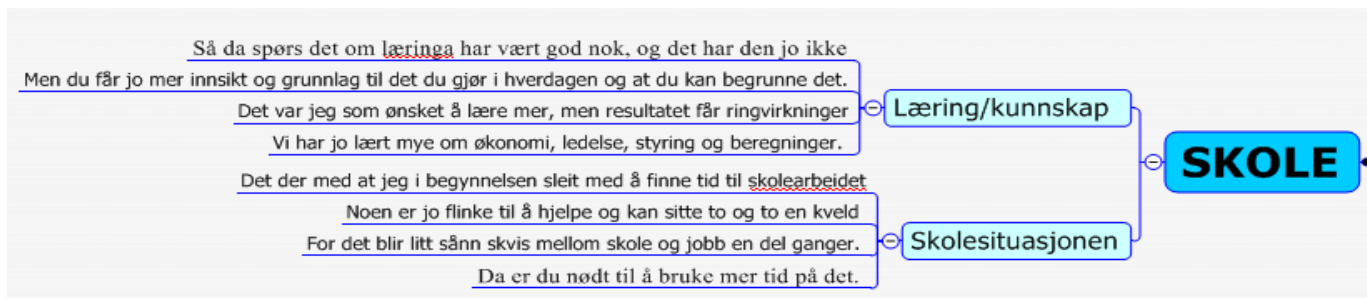 Så da spørs det om læringa har vært god nok, og det har den jo ikke
Men du får jo mer innsikt og grunnlag til det du gjør i hverdagen og at du kan begrunne det.
Det var jeg som ønsket å lære mer, men resultatet får ringvirkninger
Vi har jo lært mye om økonomi, ledelse, styring og beregninger.
Læring/kunnskap
Det der med at jeg i begynnelsen sleit med å finne tid til skolearbeidet
Noen er jo flinke til å hjelpe og kan sitte to og to en kveld
For det blir litt sånn skvis mellom skole og jobb en del ganger.
Da er du nødt til å bruke mer tid på det.
Skolesituasjonen
SKOLE